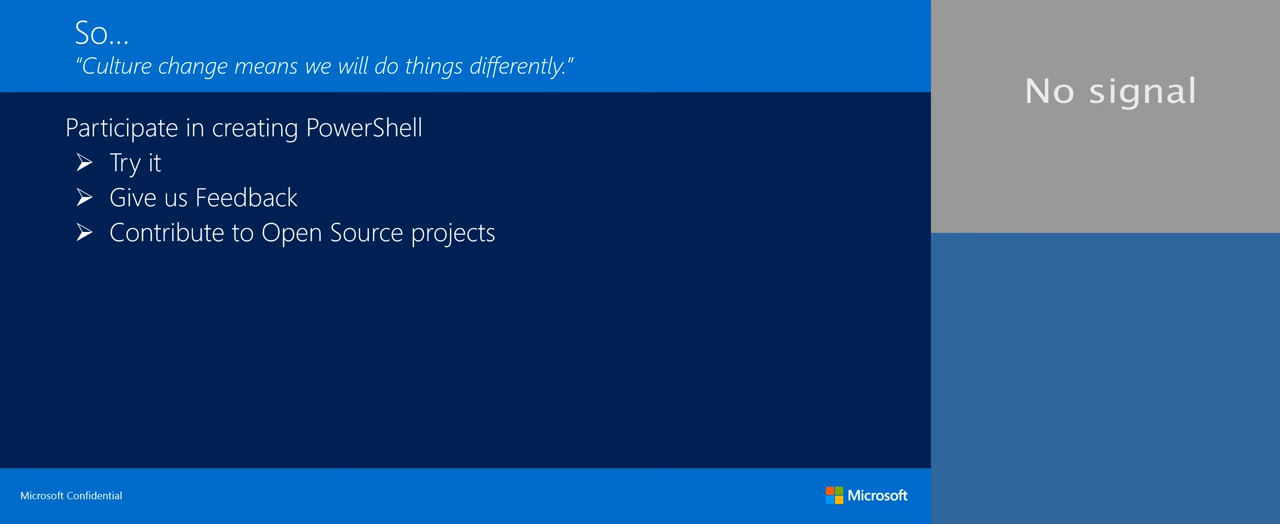 So...
“Culture change means we will do things differently.”
Participate in creating PowerShell
➢ Try it
➢ Give us Feedback
➢ Contribute to Open Source projects
Microsoft Confidential
Microsoft
No signal